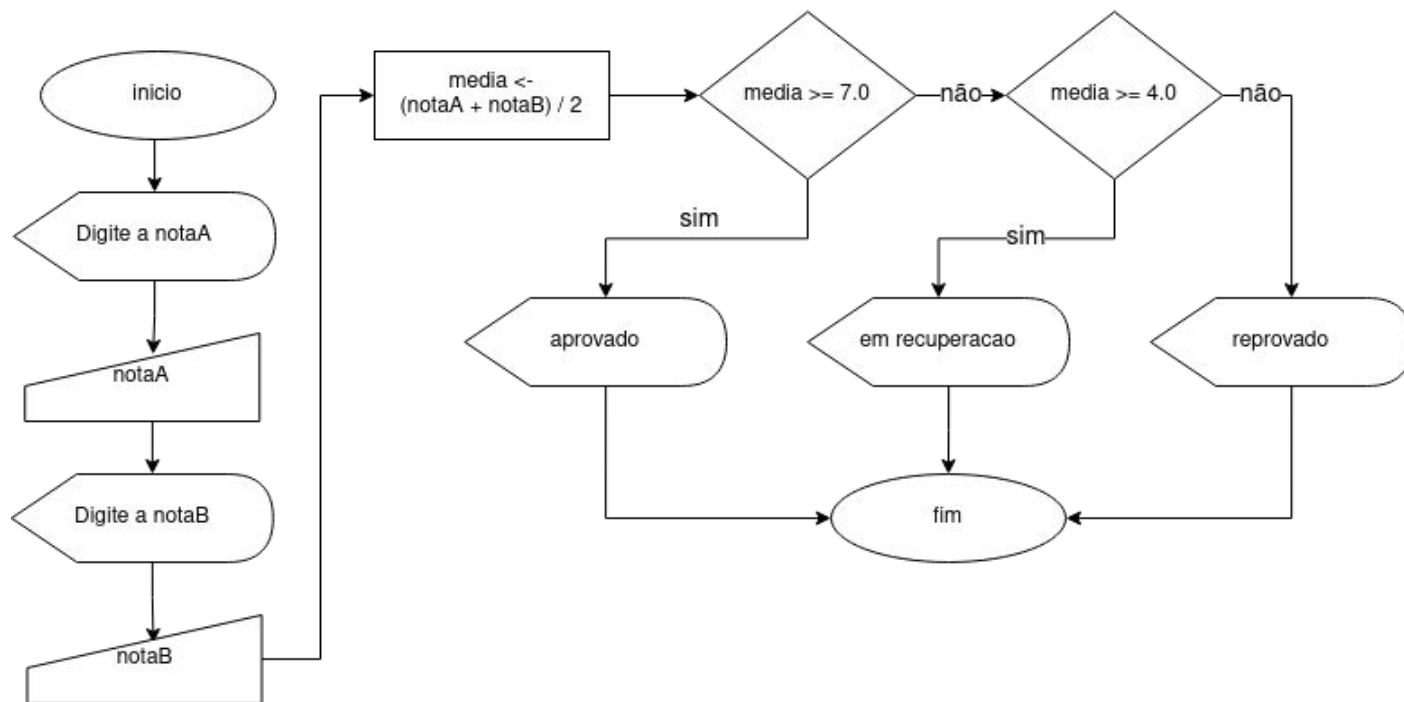 inicio
Digite a notaA
notaA
Digite a notaB
notaB
media <-
(notaA + notaB) / 2
media >= 7.0
não
media >= 4.0
não
sim
sim
aprovado
em recuperacao
reprovado
fim